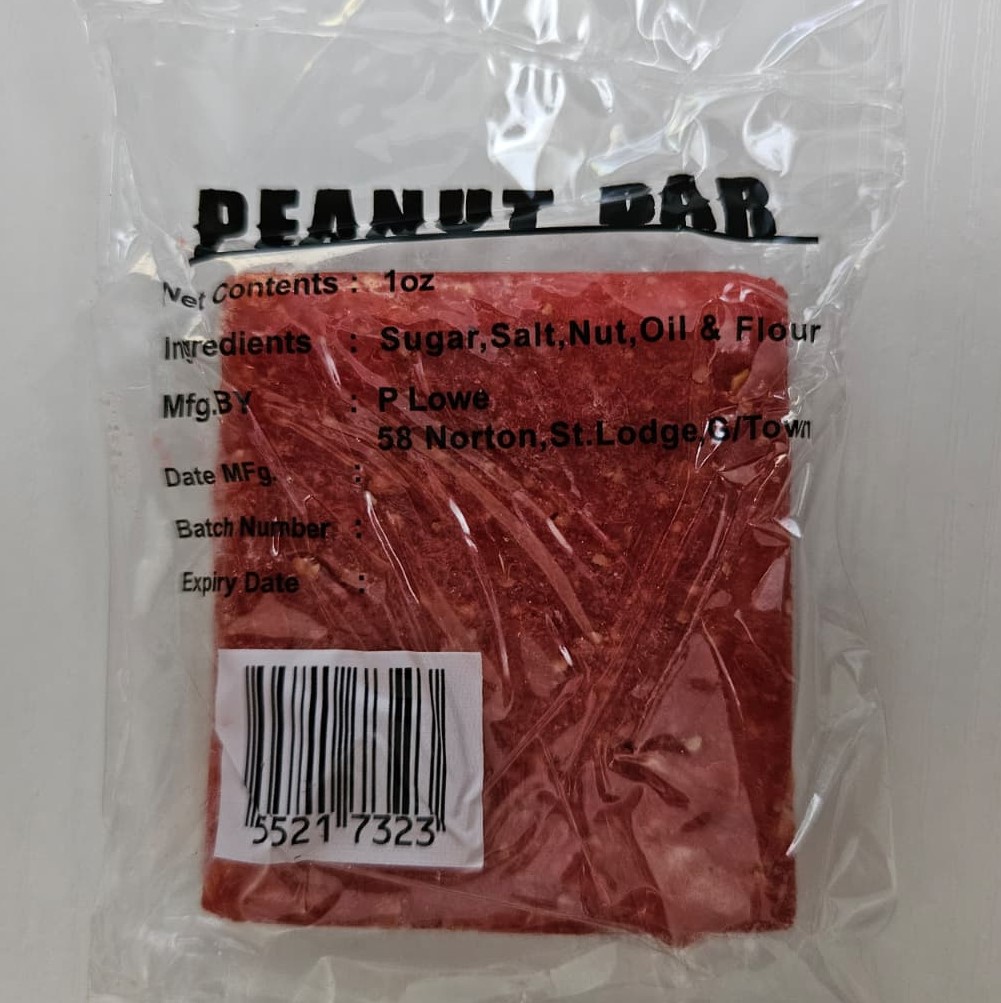 PEANUT BAR
Net Contents : 1oz
Ingredients : Sugar,Salt,Nut,Oil & Flour
Mfg.BY : P Lowe
58 Norton,St.Lodge,G/Town
Date MFg. :
Batch Number :
Expiry Date :
5521 7323